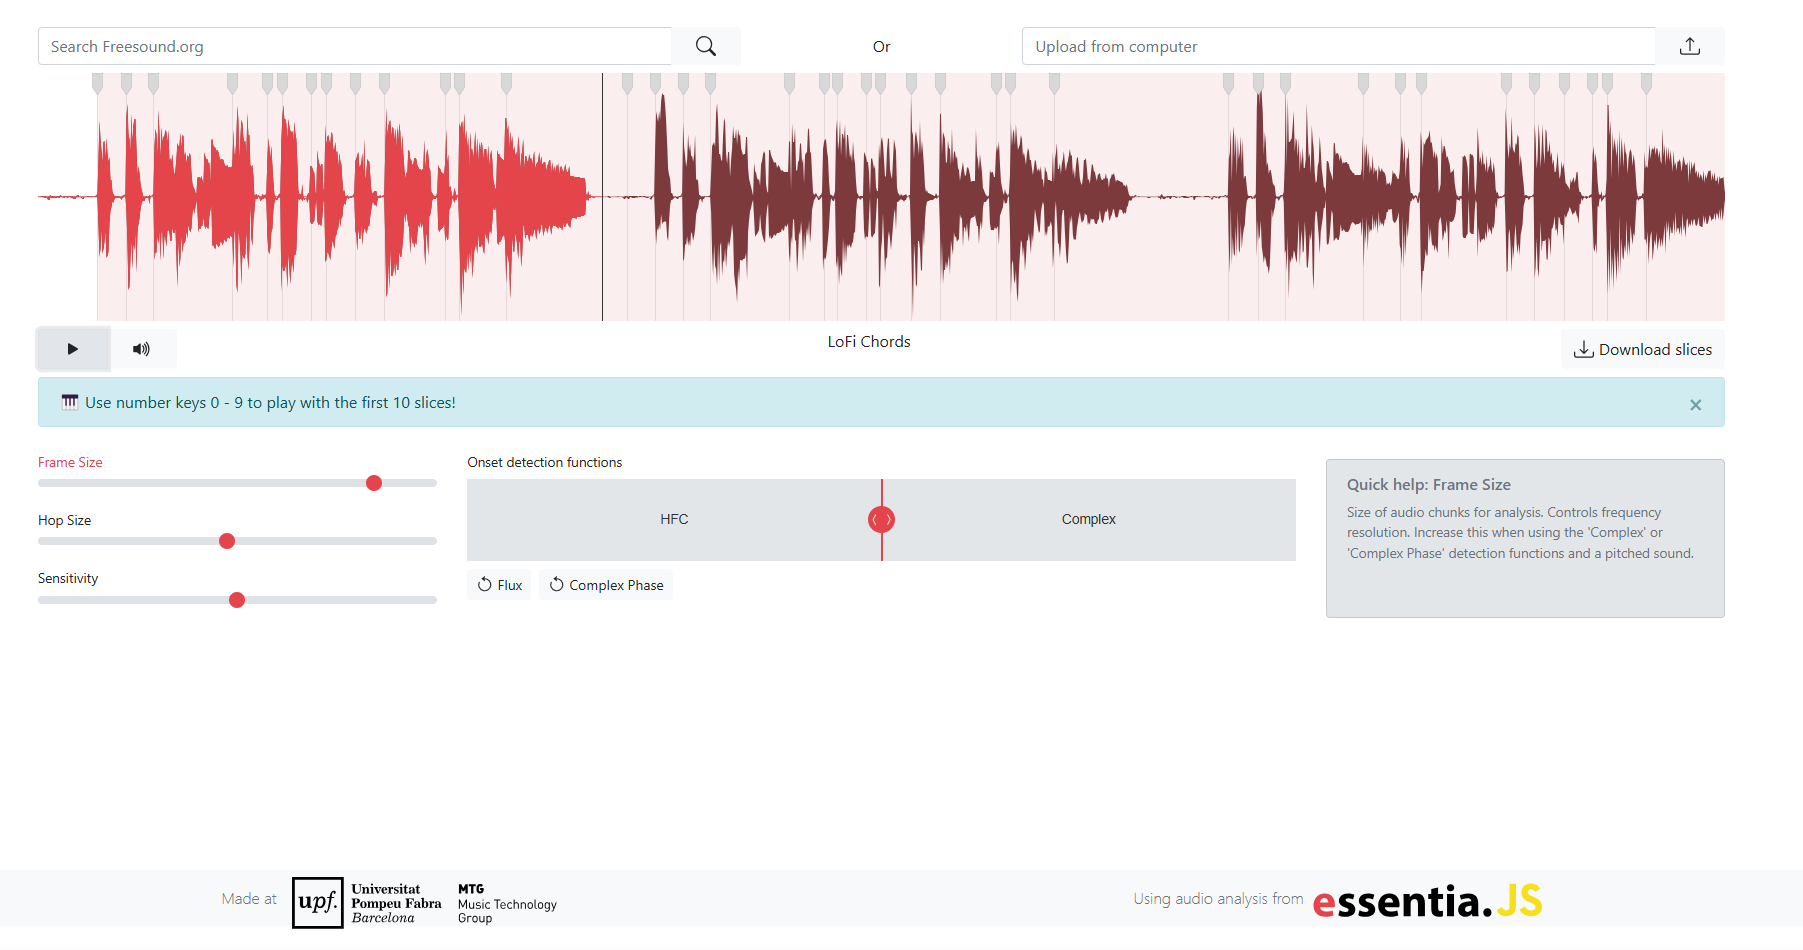 Search Freesound.org
Or
Upload from computer
LoFi Chords
Download slices
Use number keys 0 - 9 to play with the first 10 slices!
×
Frame Size
Hop Size
Sensitivity
Onset detection functions
HFC
Complex
Flux
Complex Phase
Quick help: Frame Size
Size of audio chunks for analysis. Controls frequency
resolution. Increase this when using the 'Complex' or
'Complex Phase' detection functions and a pitched sound.
Made at
upf.
Universitat
Pompeu Fabra
Barcelona
MTG
Music Technology
Group
Using audio analysis from
essentia.JS